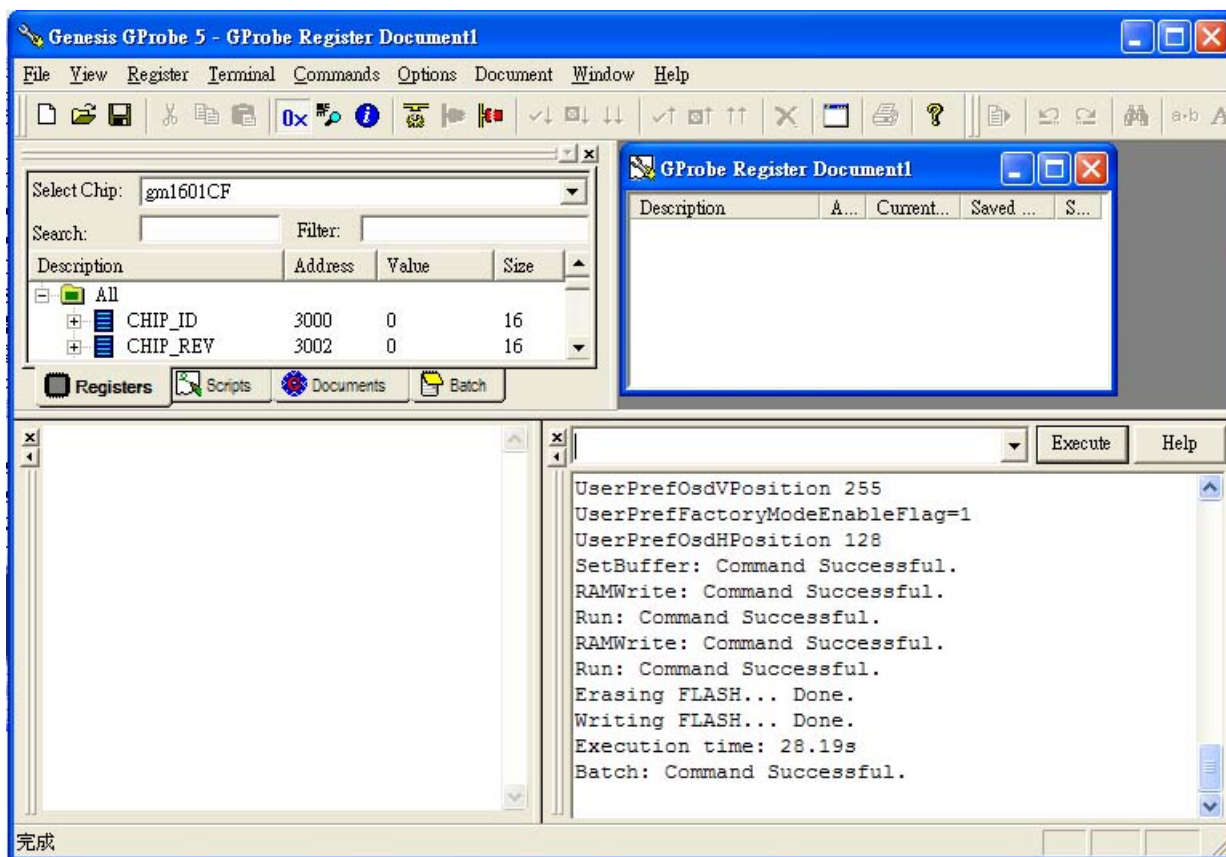 Genesis GProbe 5 - GProbe Register Document1
File View Register Terminal Commands Options Document Window Help
0x a+b A
Select Chip: gm1601CF
Search: Filter:
Description Address Value Size
All
CHIP_ID 3000 0 16
CHIP_REV 3002 0 16
Registers Scripts Documents Batch
GProbe Register Document1
Description A... Current... Saved ... S...
Execute Help
UserPrefOsdVPosition 255
UserPrefFactoryModeEnableFlag=1
UserPrefOsdHPosition 128
SetBuffer: Command Successful.
RAMWrite: Command Successful.
Run: Command Successful.
RAMWrite: Command Successful.
Run: Command Successful.
Erasing FLASH... Done.
Writing FLASH... Done.
Execution time: 28.19s
Batch: Command Successful.
完成